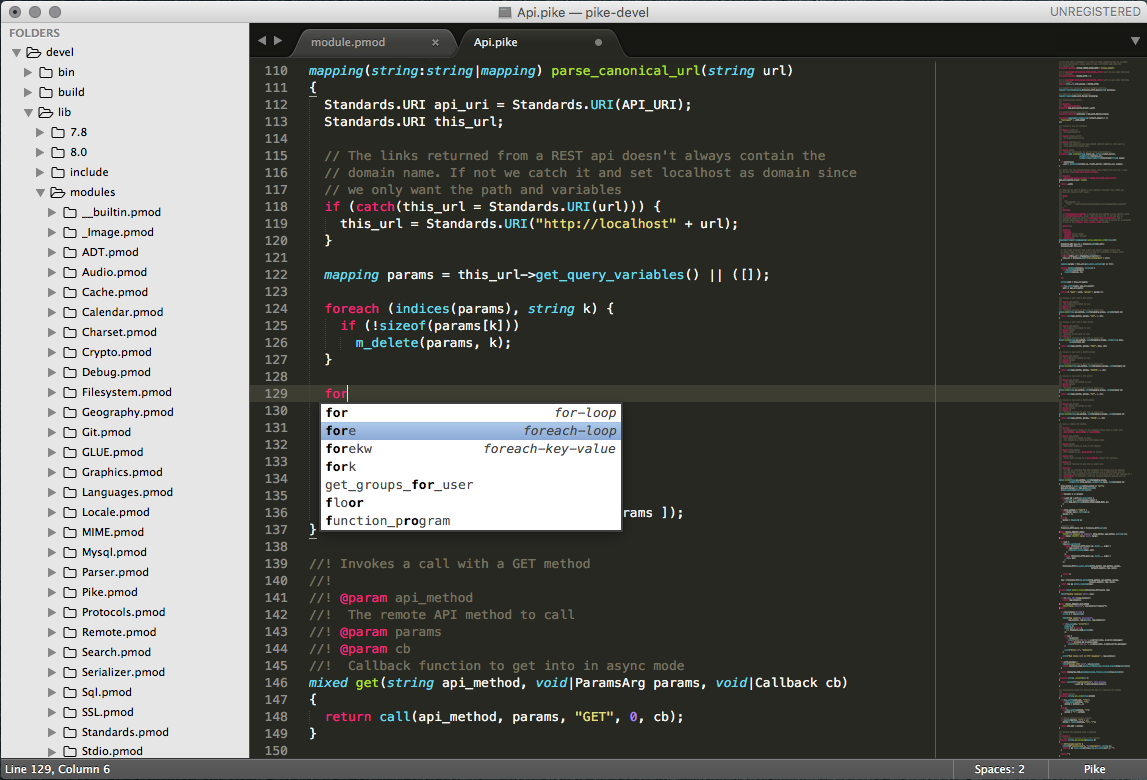 Api.pike — pike-devel
UNREGISTERED
FOLDERS
devel
bin
build
lib
7.8
8.0
include
modules
__builtin.pmod
_Image.pmod
ADT.pmod
Audio.pmod
Cache.pmod
Calendar.pmod
Charset.pmod
Crypto.pmod
Debug.pmod
Filesystem.pmod
Geography.pmod
Git.pmod
GLUE.pmod
Graphics.pmod
Languages.pmod
Locale.pmod
MIME.pmod
Mysql.pmod
Parser.pmod
Pike.pmod
Protocols.pmod
Remote.pmod
Search.pmod
Serializer.pmod
Sql.pmod
SSL.pmod
Standards.pmod
Stdio.pmod
module.pmod ×
Api.pike
110 mapping(string:string|mapping) parse_canonical_url(string url)
111 {
112   Standards.URI api_uri = Standards.URI(API_URI);
113   Standards.URI this_url;
114
115   // The links returned from a REST api doesn't always contain the
116   // domain name. If not we catch it and set localhost as domain since
117   // we only want the path and variables
118   if (catch(this_url = Standards.URI(url))) {
119     this_url = Standards.URI("http://localhost" + url);
120   }
121
122   mapping params = this_url->get_query_variables() || ([]);
123
124   foreach (indices(params), string k) {
125     if (!sizeof(params[k]))
126       m_delete(params, k);
127   }
128
129   for
130 for for-loop
131 fore foreach-loop
132 forekw foreach-key-value
133 fork
134 get_groups_for_user
135 floor
136 function_program rams ]);
137 }
138
139 //! Invokes a call with a GET method
140 //!
141 //! @param api_method
142 //!  The remote API method to call
143 //! @param params
144 //! @param cb
145 //!  Callback function to get into in async mode
146 mixed get(string api_method, void|ParamsArg params, void|Callback cb)
147 {
148   return call(api_method, params, "GET", 0, cb);
149 }
150
Line 129, Column 6
Spaces: 2
Pike